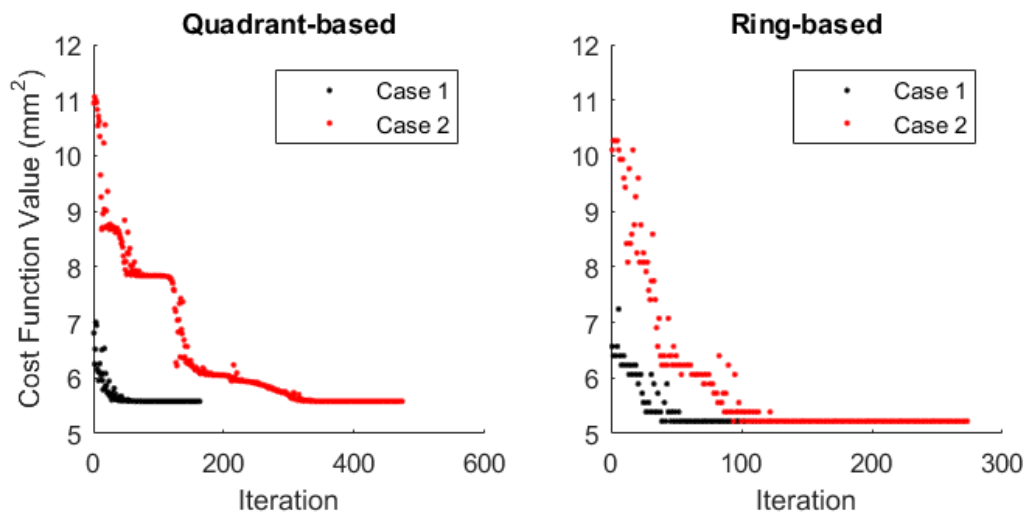 Quadrant-based
12
11
10
9
8
7
6
5
Cost Function Value (mm²)
0
200
400
600
Iteration
Case 1
Case 2
Ring-based
12
11
10
9
8
7
6
5
0
100
200
300
Iteration
Case 1
Case 2